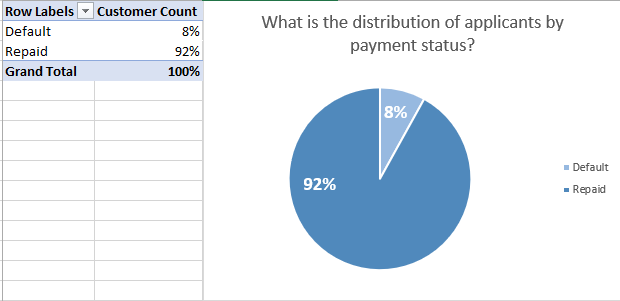 Row Labels Customer Count
Default 8%
Repaid 92%
Grand Total 100%
What is the distribution of applicants by
payment status?
8%
92%
Default
Repaid